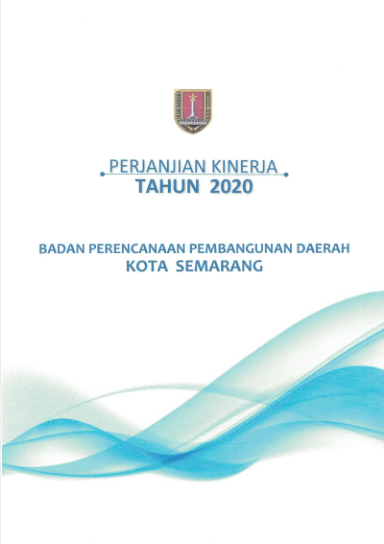 PERJANJIAN KINERJA
TAHUN 2020
BADAN PERENCANAAN PEMBANGUNAN DAERAH
KOTA SEMARANG